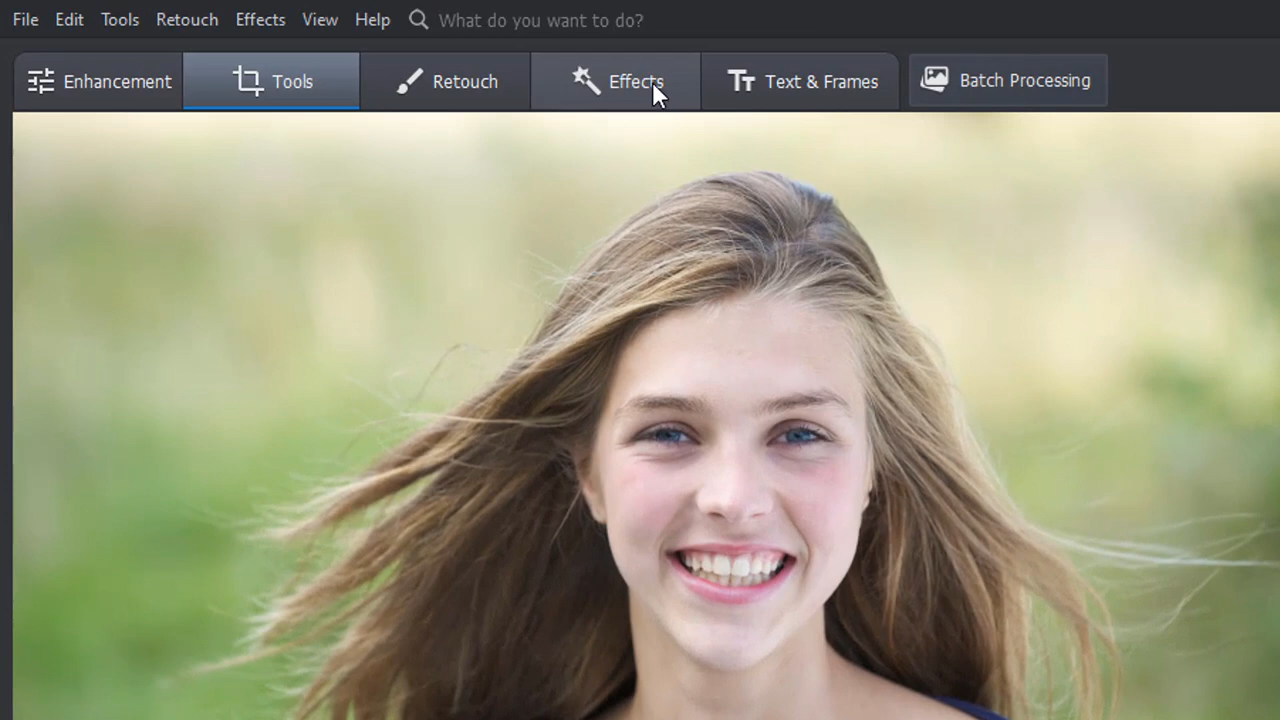 File Edit Tools Retouch Effects View Help What do you want to do?
Enhancement Tools Retouch Effects Text & Frames Batch Processing